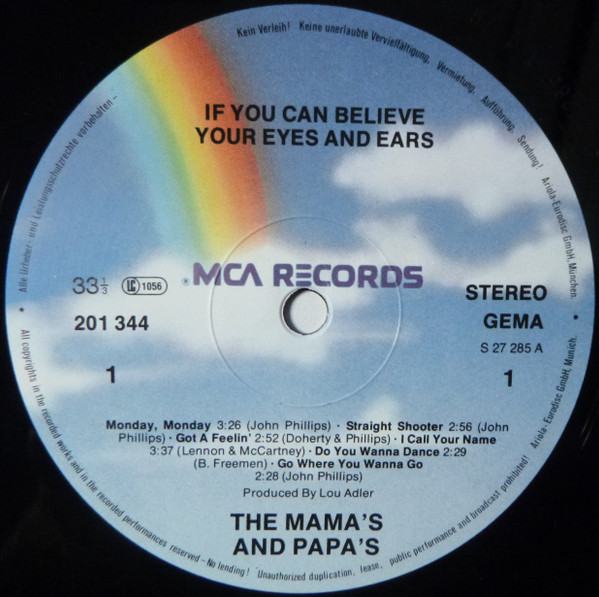 Alle Urheber- und Leistungsschutzrechte vorbehalten – Kein Verleih! Keine unerlaubte Vervielfältigung, Vermietung, Aufführung, Sendung! Ariola-Eurodisc GmbH, München.
IF YOU CAN BELIEVE
YOUR EYES AND EARS
MCA RECORDS
33 1/3 LC 1056
STEREO
201 344
GEMA
S 27 285 A
1
1
Monday, Monday 3:26 (John Phillips) · Straight Shooter 2:56 (John
Phillips) · Got A Feelin' 2:52 (Doherty & Phillips) · I Call Your Name
3:37 (Lennon & McCartney) · Do You Wanna Dance 2:29
(B. Freemen) · Go Where You Wanna Go
2:28 (John Phillips)
Produced By Lou Adler
THE MAMA'S
AND PAPA'S
All copyrights in the recorded works and in the recorded performances reserved – No lending! Unauthorized duplication, lease, public performance and broadcast prohibited! Ariola-Eurodisc GmbH, Munich.